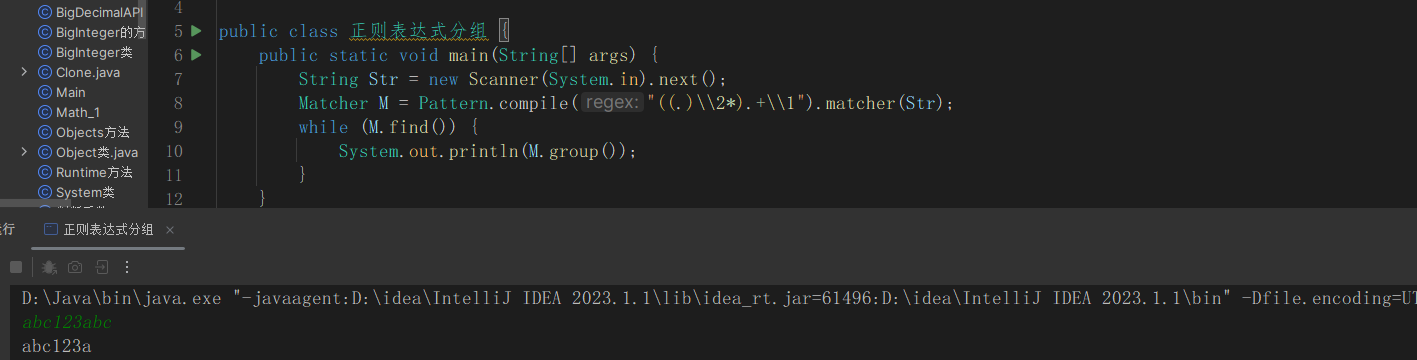 BigDecimalAPI
BigInteger的方
BigInteger类
Clone.java
Main
Math_1
Objects方法
Object类.java
Runtime方法
System类
4
5 public class 正则表达式分组 {
6 public static void main(String[] args) {
7 String Str = new Scanner(System.in).next();
8 Matcher M = Pattern.compile( regex: "((.)\\2*).+\\1").matcher(Str);
9 while (M.find()) {
10 System.out.println(M.group());
11 }
12 }
运行
正则表达式分组 ×
D:\Java\bin\java.exe "-javaagent:D:\idea\IntelliJ IDEA 2023.1.1\lib\idea_rt.jar=61496:D:\idea\IntelliJ IDEA 2023.1.1\bin" -Dfile.encoding=UT
abc123abc
abc123a